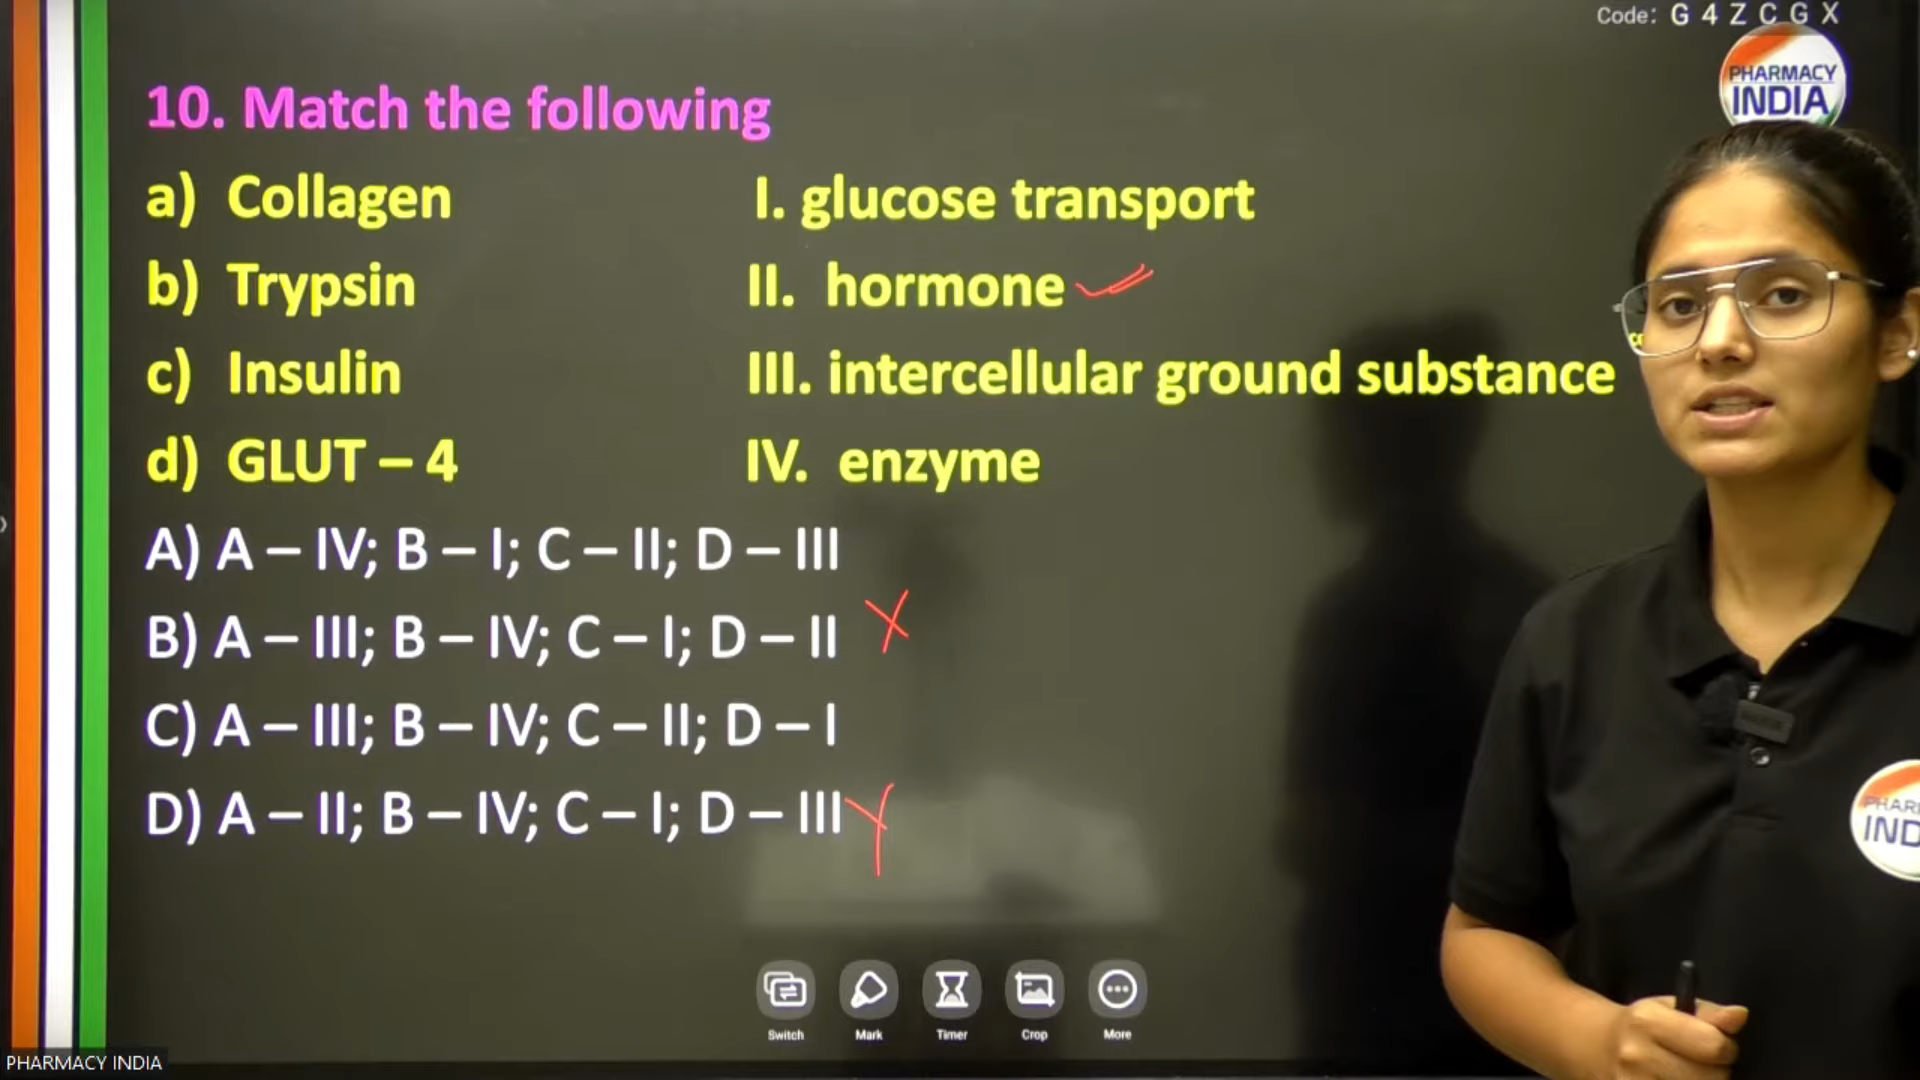 Code: G 4 Z C G X
PHARMACY
INDIA
10. Match the following
a) Collagen I. glucose transport
b) Trypsin II. hormone
c) Insulin III. intercellular ground substance
d) GLUT – 4 IV. enzyme
A) A – IV; B – I; C – II; D – III
B) A – III; B – IV; C – I; D – II
C) A – III; B – IV; C – II; D – I
D) A – II; B – IV; C – I; D – III
Switch Mark Timer Crop More
PHARMACY INDIA